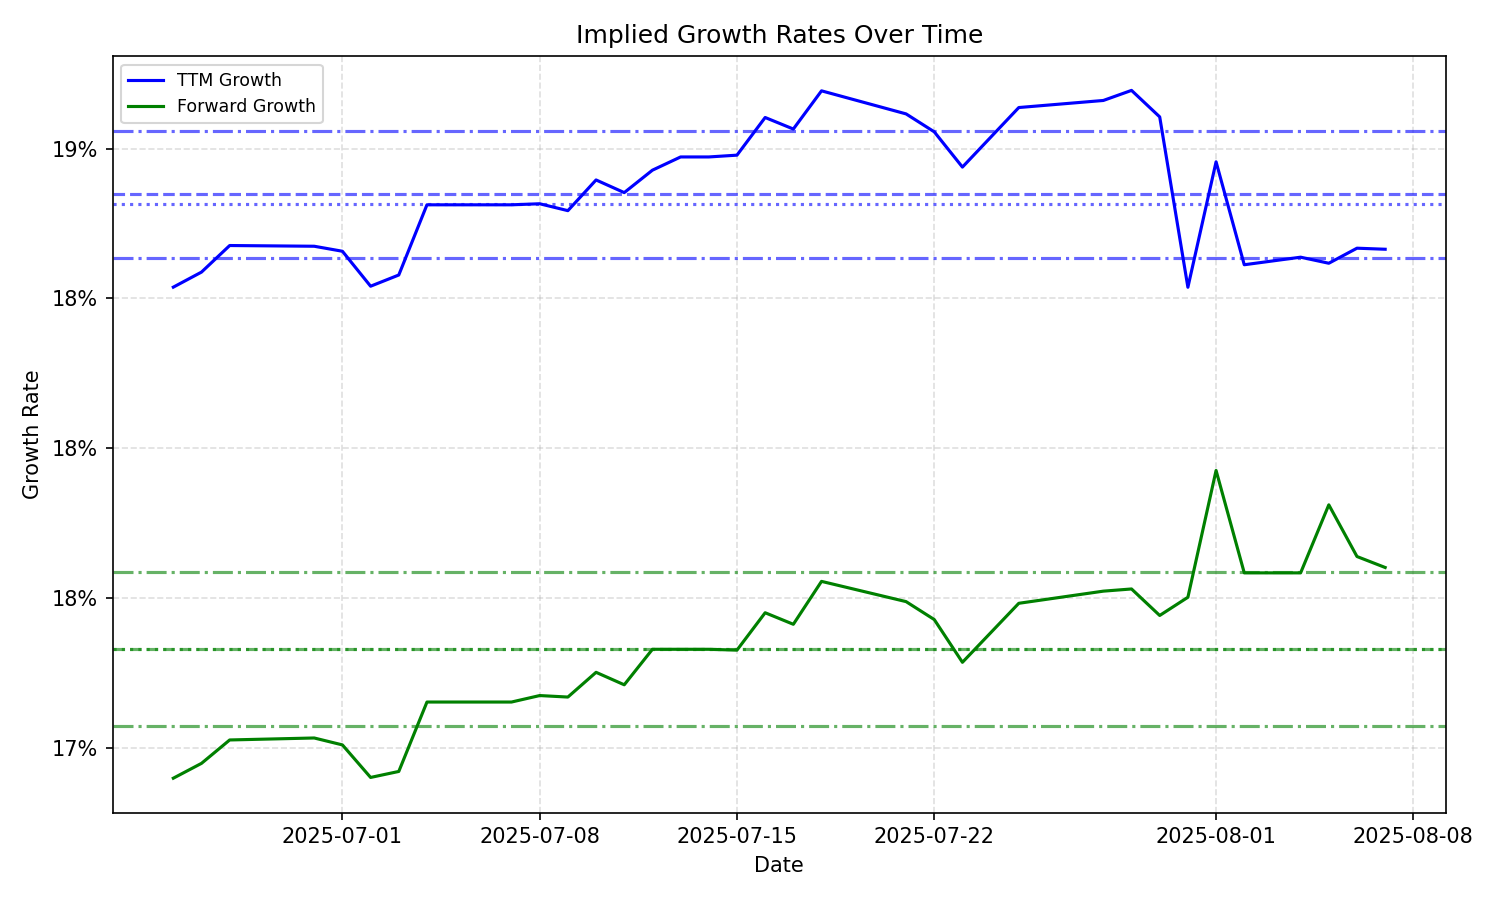 Implied Growth Rates Over Time
TTM Growth
Forward Growth
19%
18%
18%
18%
17%
Growth Rate
2025-07-01
2025-07-08
2025-07-15
2025-07-22
2025-08-01
2025-08-08
Date